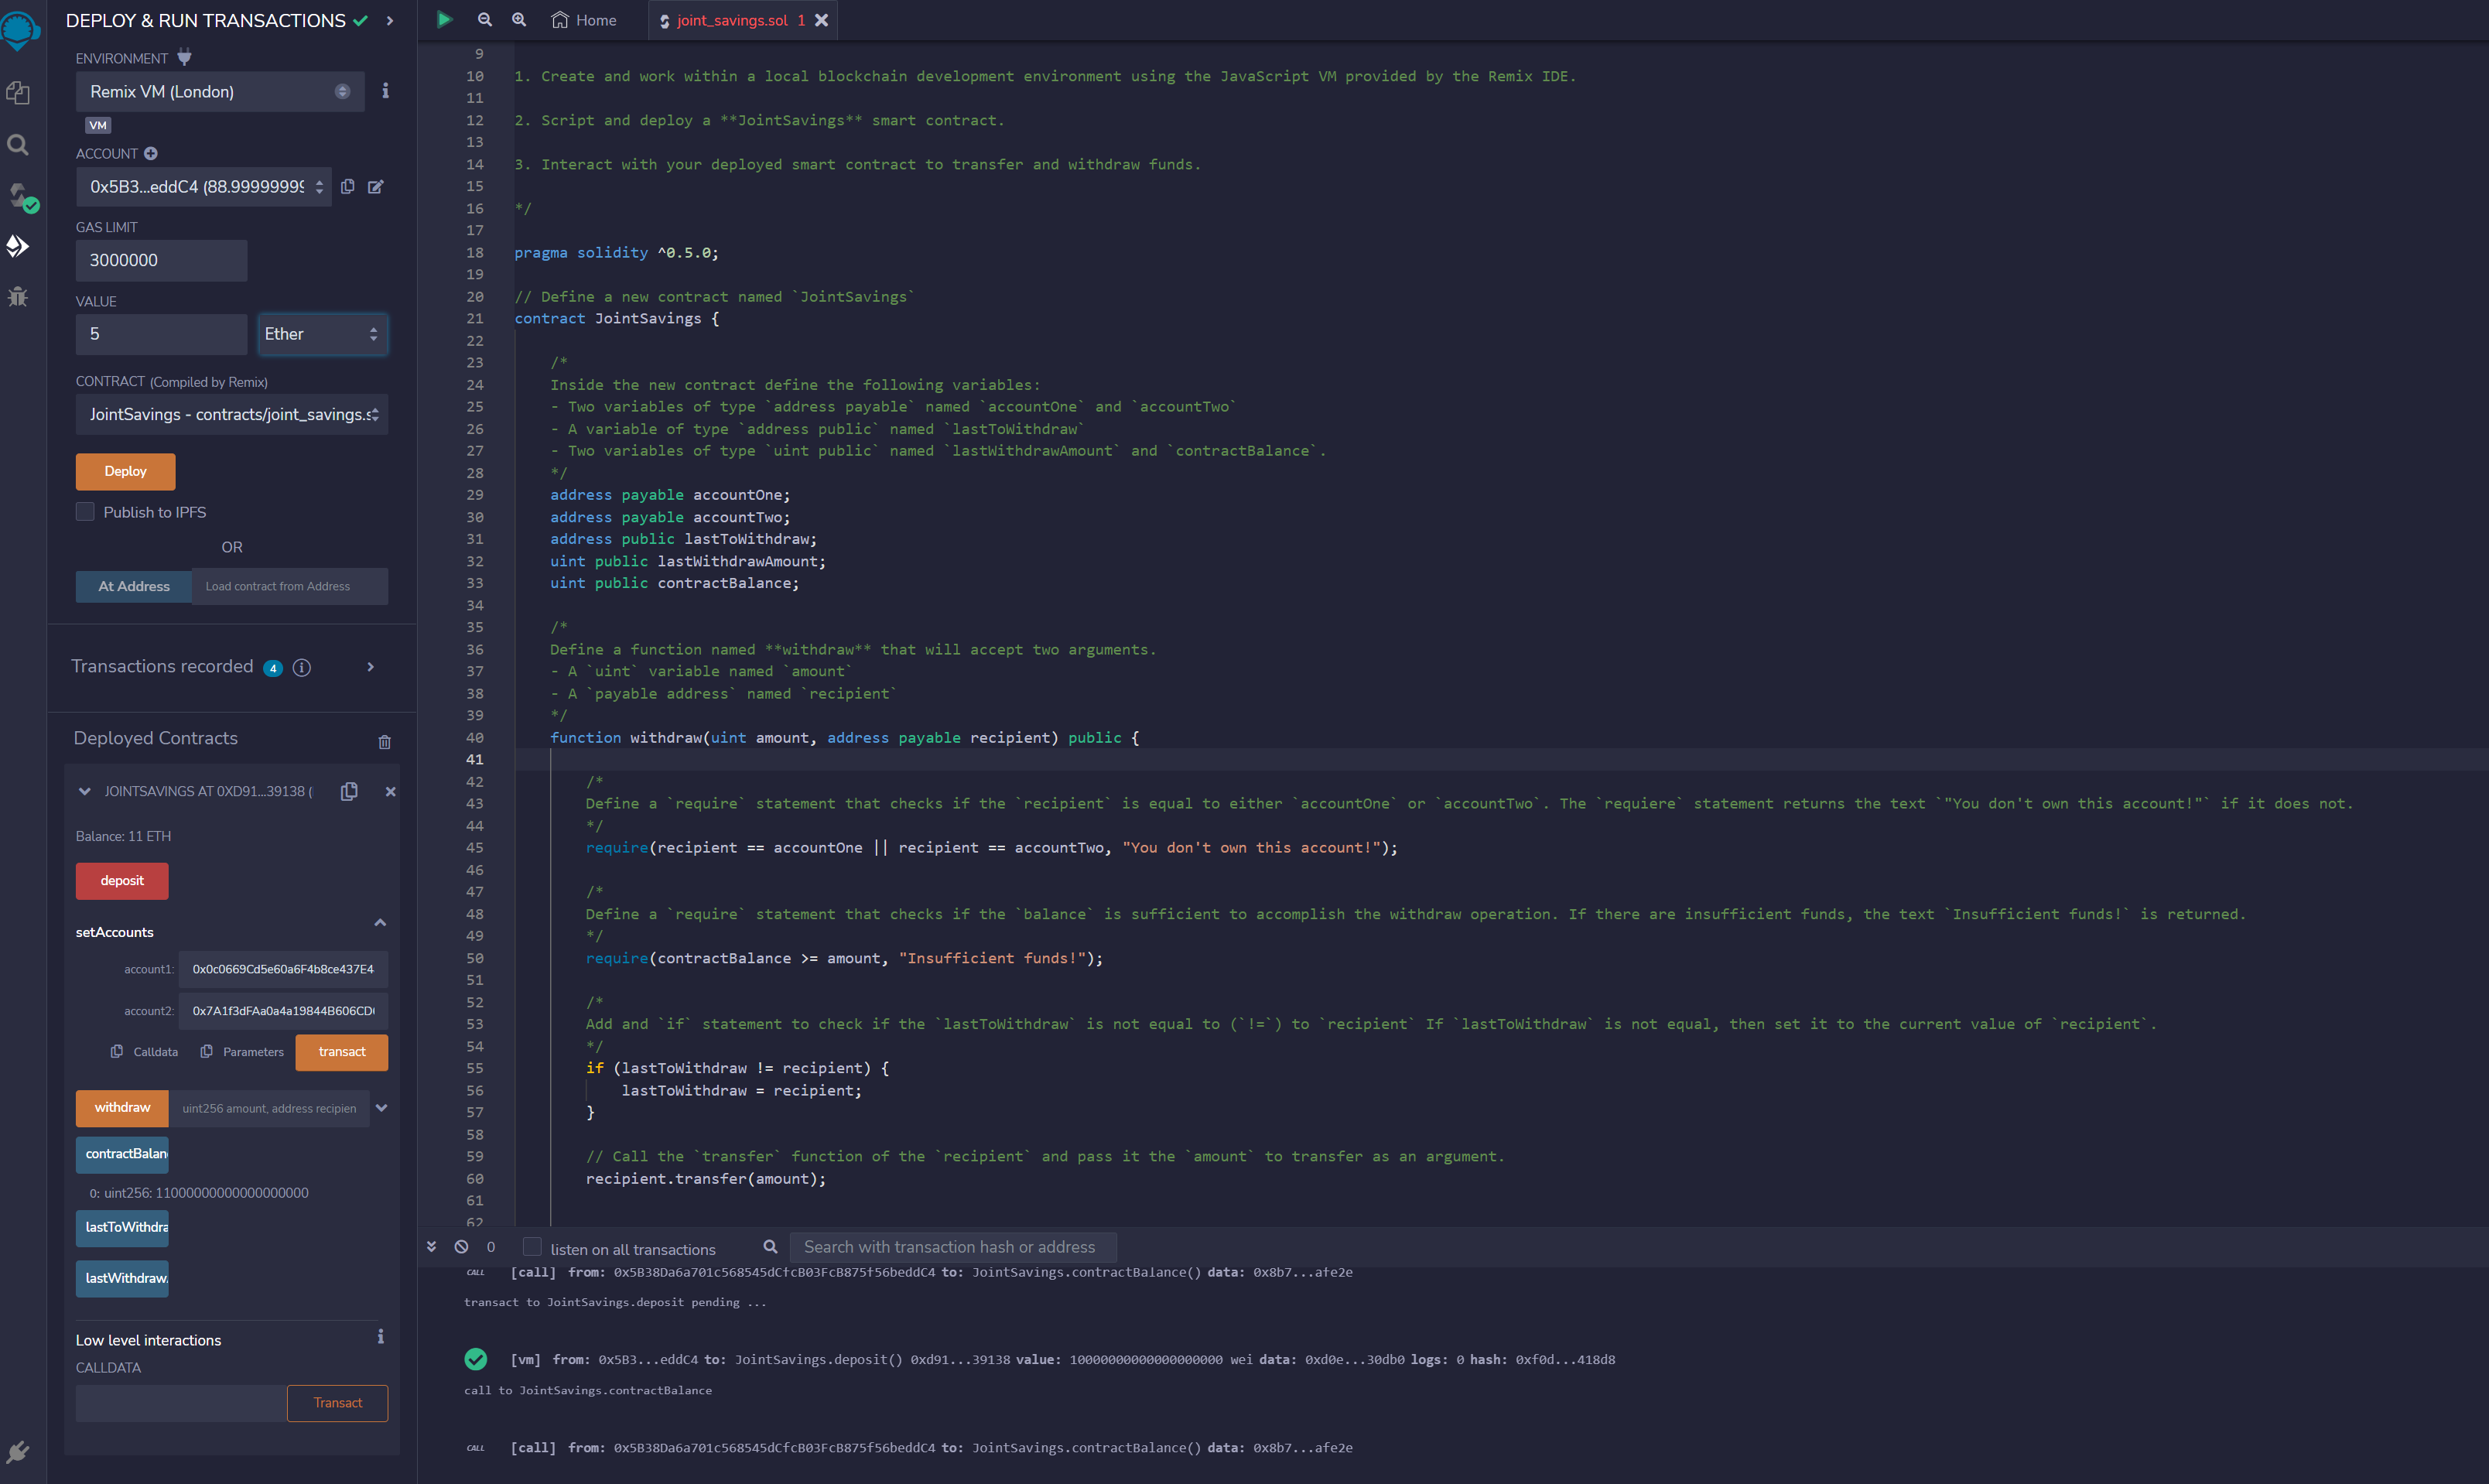 DEPLOY & RUN TRANSACTIONS
ENVIRONMENT
Remix VM (London)
VM
ACCOUNT
0x5B3...eddC4 (88.99999999
GAS LIMIT
3000000
VALUE
5
Ether
CONTRACT (Compiled by Remix)
JointSavings - contracts/joint_savings.s
Deploy
Publish to IPFS
OR
At Address
Load contract from Address
Transactions recorded 4
Deployed Contracts
JOINTSAVINGS AT 0XD91...39138 (
Balance: 11 ETH
deposit
setAccounts
account1: 0x0c0669Cd5e60a6F4b8ce437E4
account2: 0x7A1f3dFAa0a4a19844B606CD
Calldata
Parameters
transact
withdraw
uint256 amount, address recipien
contractBalan
0: uint256: 11000000000000000000
lastToWithdra
lastWithdraw
Low level interactions
CALLDATA
Transact
Home
joint_savings.sol 1
9
10 1. Create and work within a local blockchain development environment using the JavaScript VM provided by the Remix IDE.
11
12 2. Script and deploy a **JointSavings** smart contract.
13
14 3. Interact with your deployed smart contract to transfer and withdraw funds.
15
16 */
17
18 pragma solidity ^0.5.0;
19
20 // Define a new contract named `JointSavings`
21 contract JointSavings {
22
23 /*
24 Inside the new contract define the following variables:
25 - Two variables of type `address payable` named `accountOne` and `accountTwo`
26 - A variable of type `address public` named `lastToWithdraw`
27 - Two variables of type `uint public` named `lastWithdrawAmount` and `contractBalance`.
28 */
29 address payable accountOne;
30 address payable accountTwo;
31 address public lastToWithdraw;
32 uint public lastWithdrawAmount;
33 uint public contractBalance;
34
35 /*
36 Define a function named **withdraw** that will accept two arguments.
37 - A `uint` variable named `amount`
38 - A `payable address` named `recipient`
39 */
40 function withdraw(uint amount, address payable recipient) public {
41
42 /*
43 Define a `require` statement that checks if the `recipient` is equal to either `accountOne` or `accountTwo`. The `requiere` statement returns the text `"You don't own this account!"` if it does not.
44 */
45 require(recipient == accountOne || recipient == accountTwo, "You don't own this account!");
46
47 /*
48 Define a `require` statement that checks if the `balance` is sufficient to accomplish the withdraw operation. If there are insufficient funds, the text `Insufficient funds!` is returned.
49 */
50 require(contractBalance >= amount, "Insufficient funds!");
51
52 /*
53 Add and `if` statement to check if the `lastToWithdraw` is not equal to (`!=`) to `recipient` If `lastToWithdraw` is not equal, then set it to the current value of `recipient`.
54 */
55 if (lastToWithdraw != recipient) {
56 lastToWithdraw = recipient;
57 }
58
59 // Call the `transfer` function of the `recipient` and pass it the `amount` to transfer as an argument.
60 recipient.transfer(amount);
61
62
0
listen on all transactions
Search with transaction hash or address
CALL [call] from: 0x5B38Da6a701c568545dCfcB03FcB875f56beddC4 to: JointSavings.contractBalance() data: 0x8b7...afe2e
transact to JointSavings.deposit pending ...
[vm] from: 0x5B3...eddC4 to: JointSavings.deposit() 0xd91...39138 value: 10000000000000000000 wei data: 0xd0e...30db0 logs: 0 hash: 0xf0d...418d8
call to JointSavings.contractBalance
CALL [call] from: 0x5B38Da6a701c568545dCfcB03FcB875f56beddC4 to: JointSavings.contractBalance() data: 0x8b7...afe2e